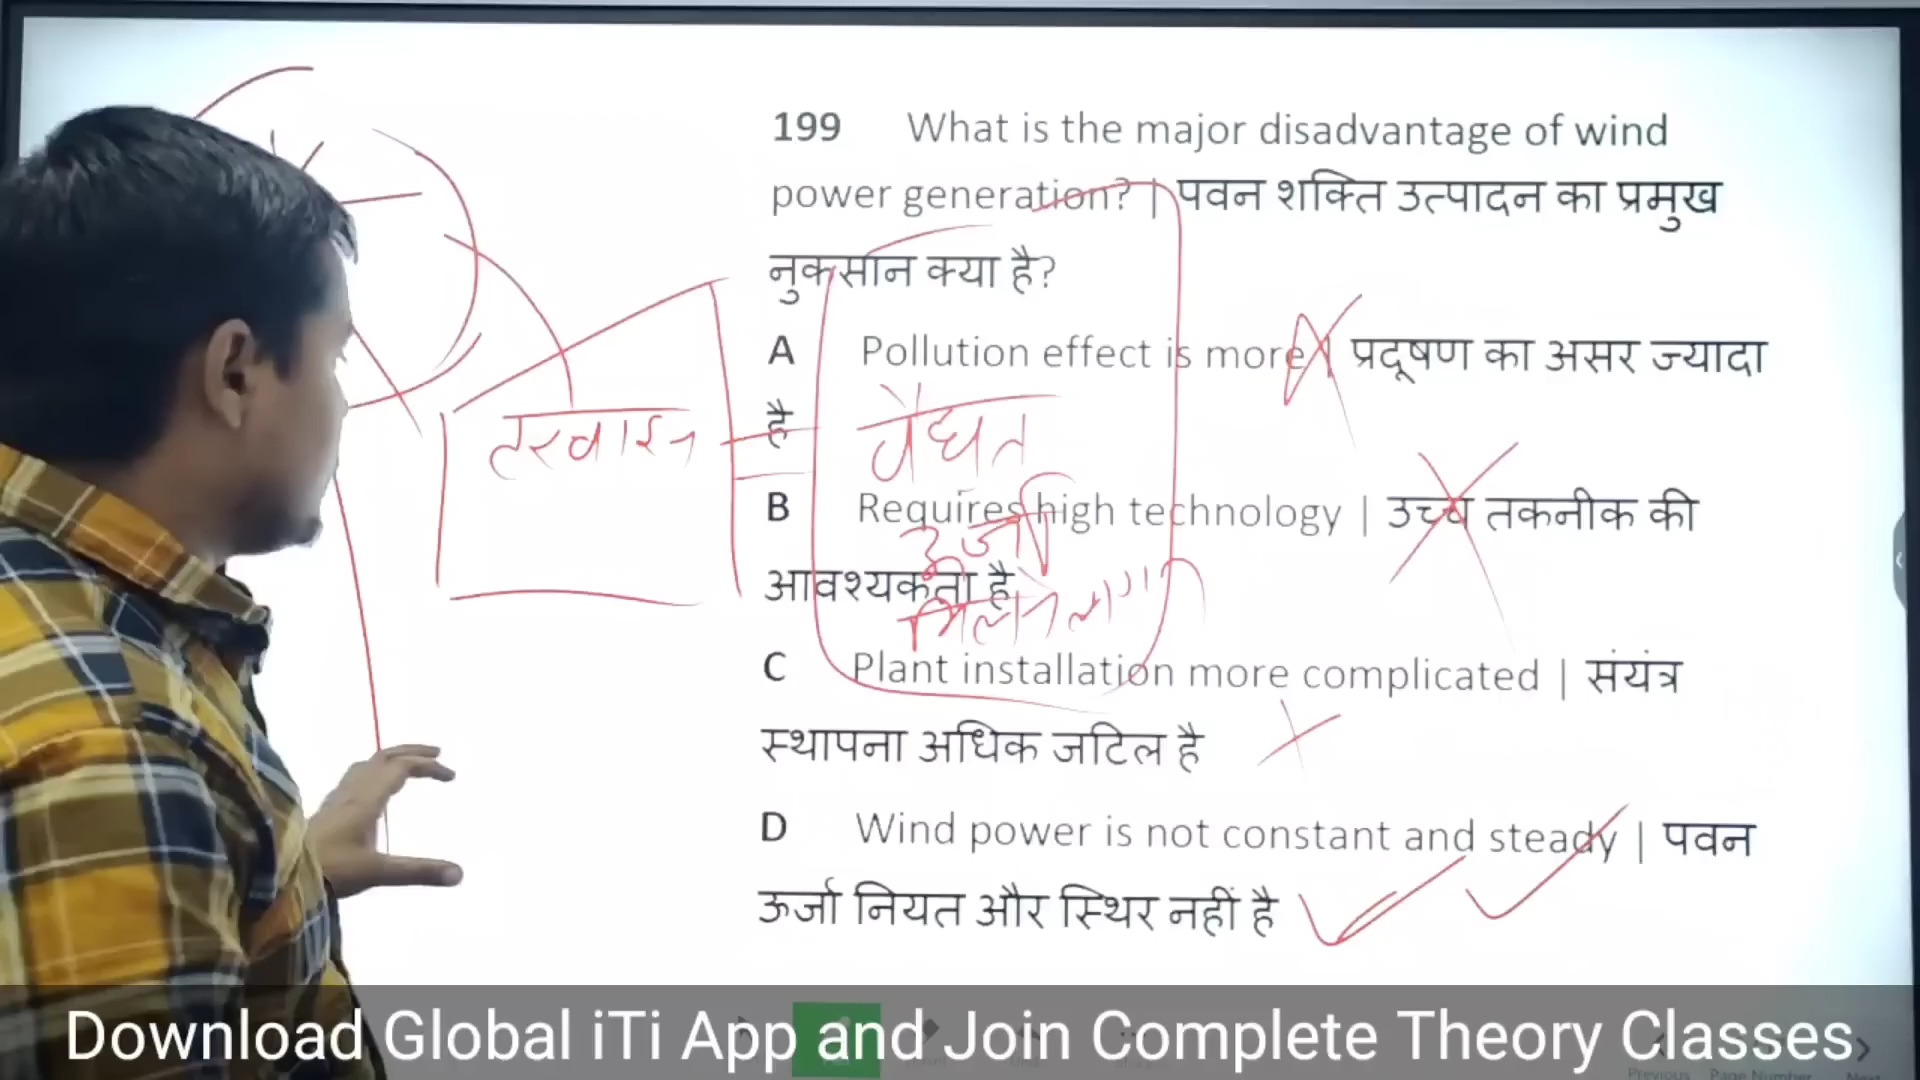 199 What is the major disadvantage of wind
power generation? | पवन शक्ति उत्पादन का प्रमुख
नुकसान क्या है?
A Pollution effect is more | प्रदूषण का असर ज्यादा
है
B Requires high technology | उच्च तकनीक की
आवश्यकता है
C Plant installation more complicated | संयंत्र
स्थापना अधिक जटिल है
D Wind power is not constant and steady | पवन
ऊर्जा नियत और स्थिर नहीं है
Download Global iTi App and Join Complete Theory Classes